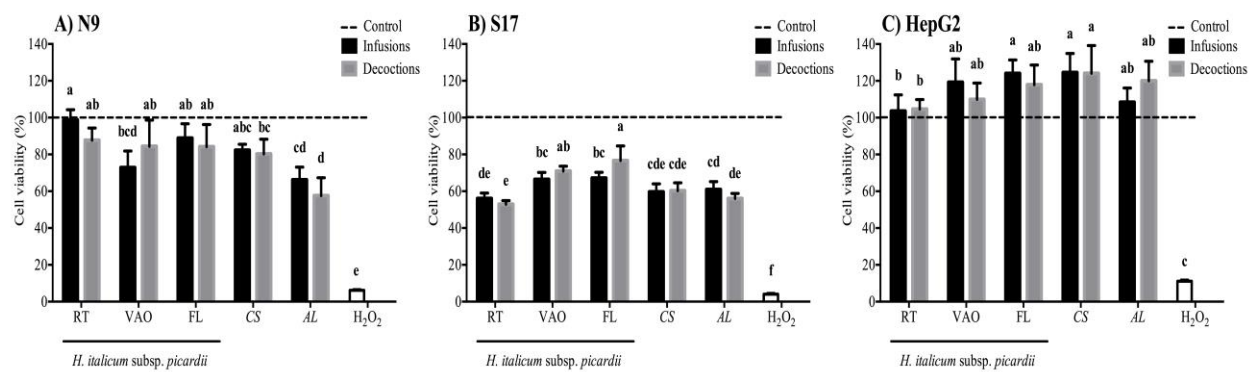 A) N9
Control
Infusions
Decoctions
Cell viability (%)
140
120
100
80
60
40
20
0
a ab bcd ab ab ab abc bc cd d e
RT VAO FL CS AL H₂O₂
H. italicum subsp. picardii
B) S17
Control
Infusions
Decoctions
Cell viability (%)
140
120
100
80
60
40
20
0
de e bc ab bc a cde cde cd de f
RT VAO FL CS AL H₂O₂
H. italicum subsp. picardii
C) HepG2
Control
Infusions
Decoctions
Cell viability (%)
140
120
100
80
60
40
20
0
b b ab ab a ab a a ab ab c
RT VAO FL CS AL H₂O₂
H. italicum subsp. picardii